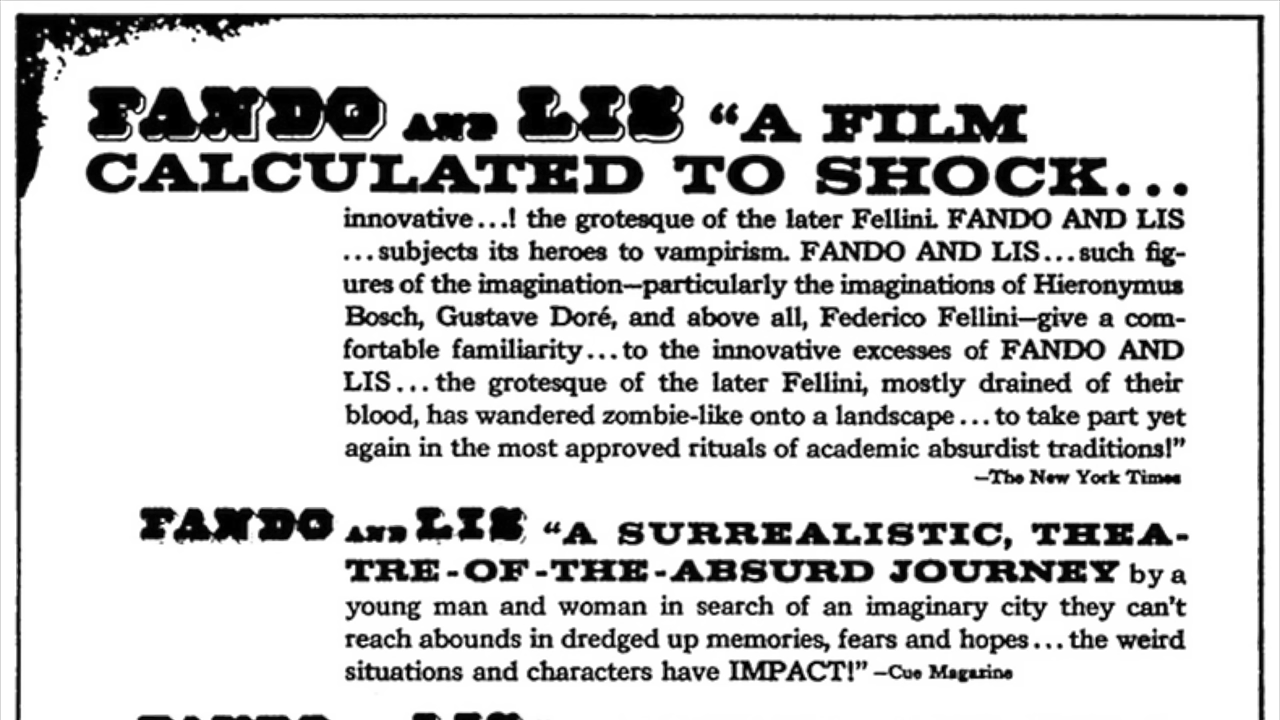 FANDO AND LIS “A FILM
CALCULATED TO SHOCK...
innovative...! the grotesque of the later Fellini. FANDO AND LIS
...subjects its heroes to vampirism. FANDO AND LIS...such fig-
ures of the imagination—particularly the imaginations of Hieronymus
Bosch, Gustave Doré, and above all, Federico Fellini—give a com-
fortable familiarity...to the innovative excesses of FANDO AND
LIS...the grotesque of the later Fellini, mostly drained of their
blood, has wandered zombie-like onto a landscape...to take part yet
again in the most approved rituals of academic absurdist traditions!”
—The New York Times
FANDO AND LIS “A SURREALISTIC, THEA-
TRE-OF-THE-ABSURD JOURNEY by a
young man and woman in search of an imaginary city they can't
reach abounds in dredged up memories, fears and hopes...the weird
situations and characters have IMPACT!” —Cue Magazine